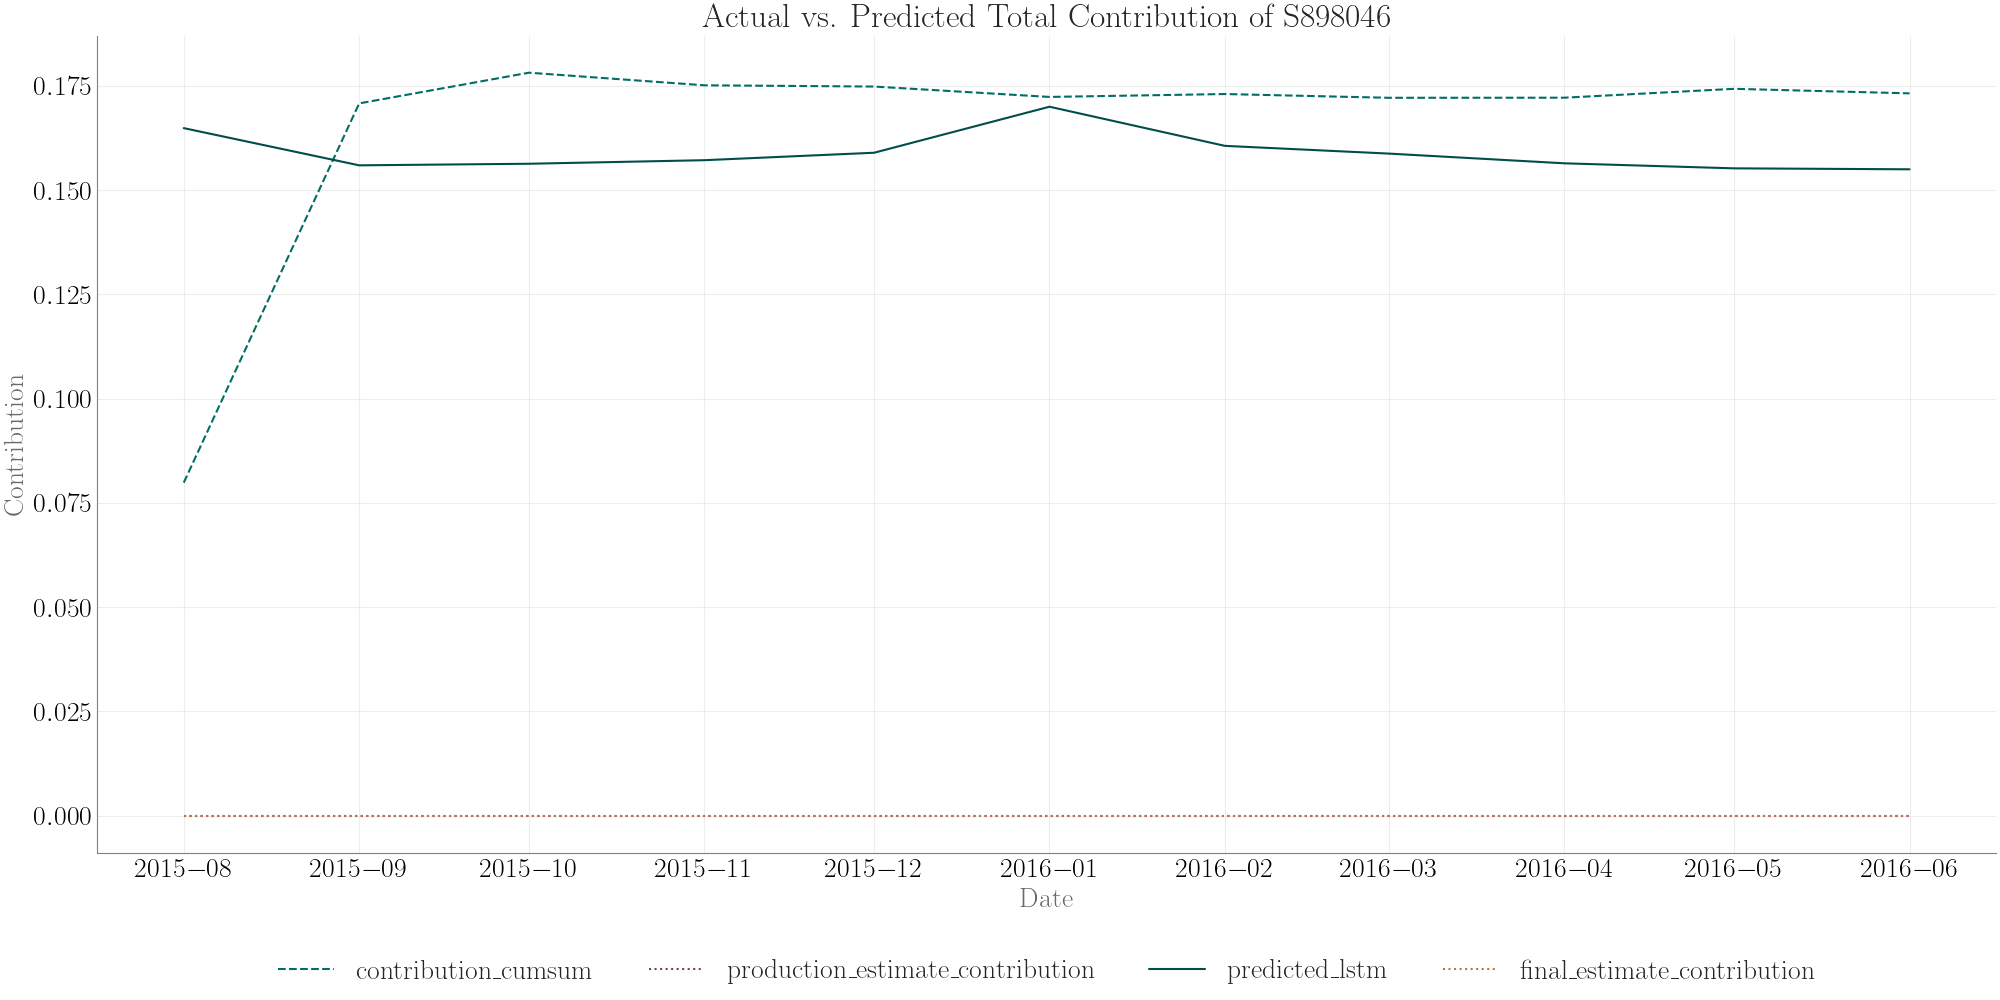 Actual vs. Predicted Total Contribution of S898046
Contribution
0.175
0.150
0.125
0.100
0.075
0.050
0.025
0.000
2015−08 2015−09 2015−10 2015−11 2015−12 2016−01 2016−02 2016−03 2016−04 2016−05 2016−06
Date
contribution_cumsum production_estimate_contribution predicted_lstm final_estimate_contribution